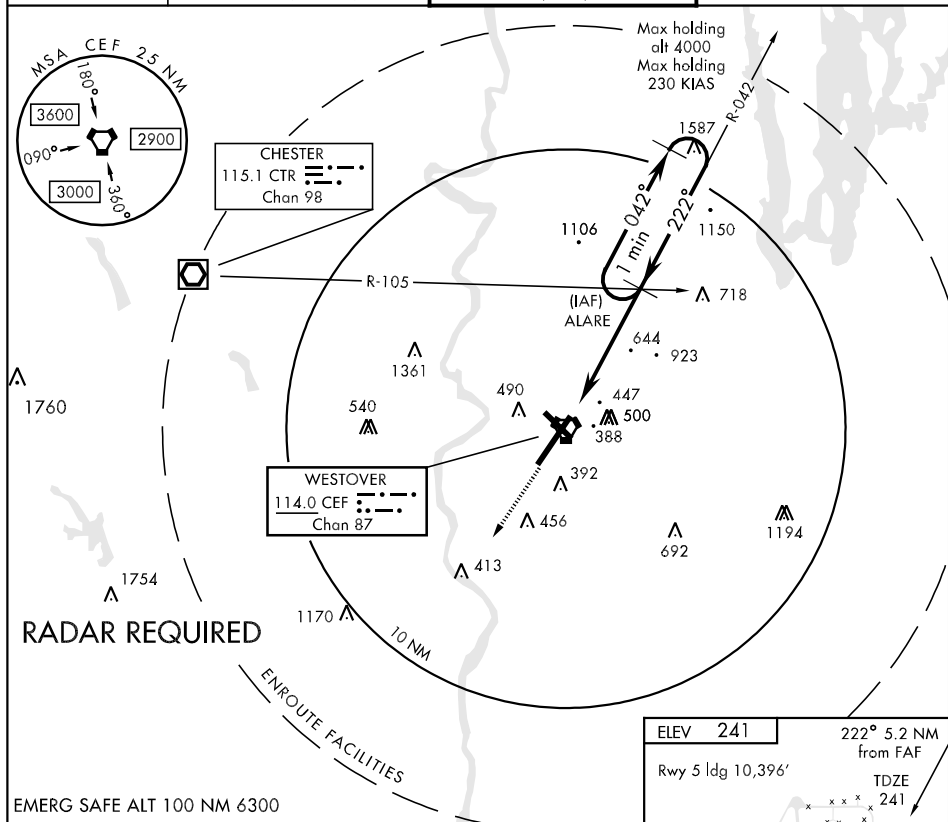 MSA CEF 25 NM
180°
3600
2900
090°
3000
360°
CHESTER
115.1 CTR
Chan 98
Max holding
alt 4000
Max holding
230 KIAS
R-042
1587
042°
222°
1 min
1150
1106
R-105
(IAF)
ALARE
718
644
923
1361
1760
490
447
540
500
388
WESTOVER
114.0 CEF
Chan 87
392
456
692
1194
413
1754
1170
RADAR REQUIRED
10 NM
ENROUTE FACILITIES
EMERG SAFE ALT 100 NM 6300
ELEV 241
222° 5.2 NM
from FAF
Rwy 5 ldg 10,396'
TDZE
241